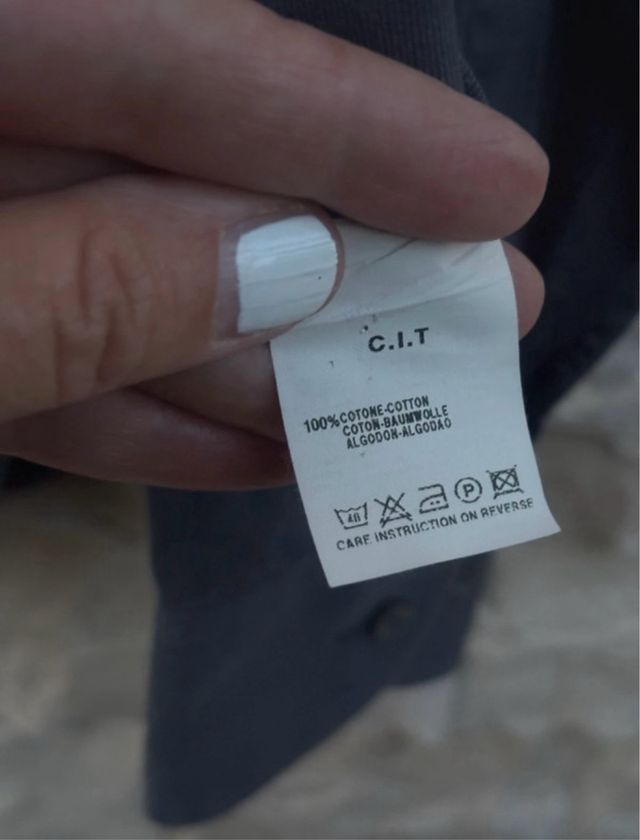 C.I.T
100% COTONE-COTTON
COTON-BAUMWOLLE
ALGODON-ALGODAO
40 P
CARE INSTRUCTION ON REVERSE